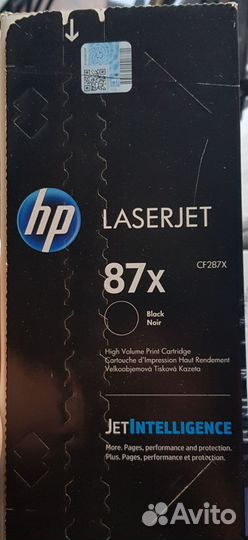 hp
LASERJET
87X
CF287X
Black
Noir
High Volume Print Cartridge
Cartouche d'Impression Haut Rendement
Velkoobjemová Tisková Kazeta
JETINTELLIGENCE
More. Pages, performance and protection.
Plus. Pages, performance et protection.
Avito